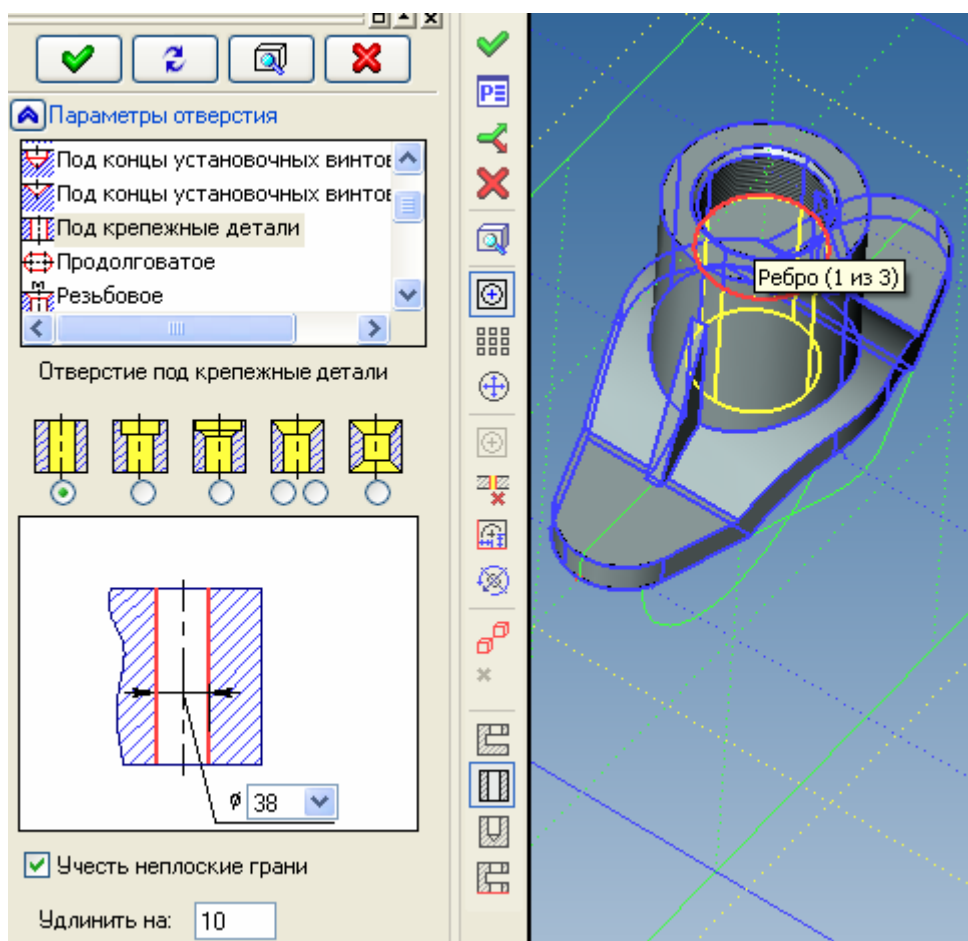 Параметры отверстия
Под концы установочных винтов
Под концы установочных винтов
Под крепежные детали
Продолговатое
М
Резьбовое
Отверстие под крепежные детали
Ребро (1 из 3)
ø 38
Учесть неплоские грани
Удлинить на: 10